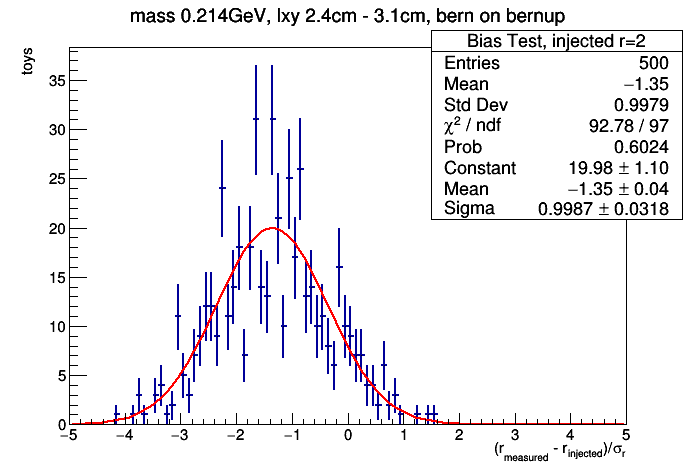 mass 0.214GeV, lxy 2.4cm - 3.1cm, bern on bernup
Bias Test, injected r=2
Entries 500
Mean −1.35
Std Dev 0.9979
χ² / ndf 92.78 / 97
Prob 0.6024
Constant 19.98 ± 1.10
Mean −1.35 ± 0.04
Sigma 0.9987 ± 0.0318
toys
35
30
25
20
15
10
5
0
−5 −4 −3 −2 −1 0 1 2 3 4 5
(r_measured - r_injected)/σ_r